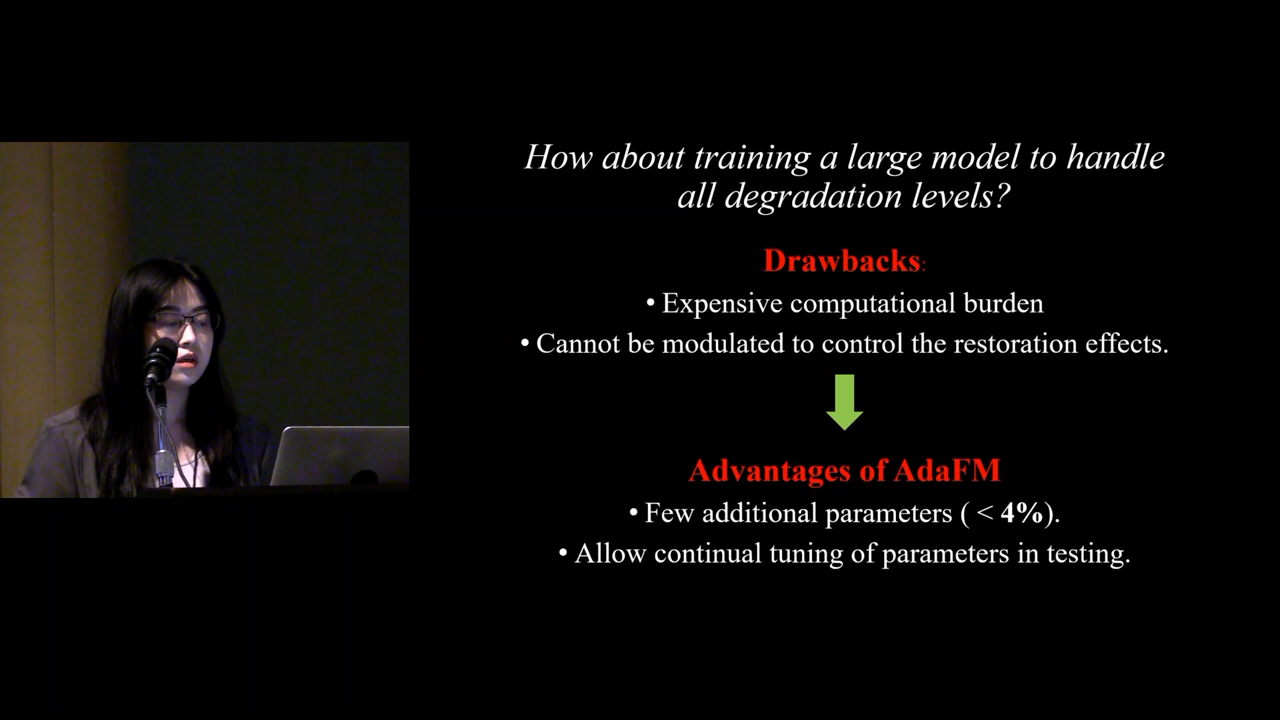 How about training a large model to handle
all degradation levels?
Drawbacks:
• Expensive computational burden
• Cannot be modulated to control the restoration effects.
Advantages of AdaFM
• Few additional parameters ( < 4%).
• Allow continual tuning of parameters in testing.